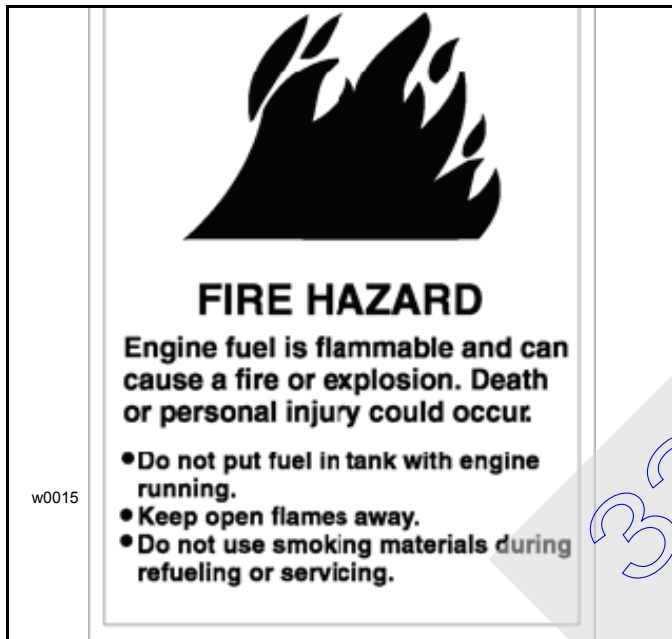 FIRE HAZARD
Engine fuel is flammable and can
cause a fire or explosion. Death
or personal injury could occur.
●Do not put fuel in tank with engine
running.
●Keep open flames away.
●Do not use smoking materials during
refueling or servicing.
w0015